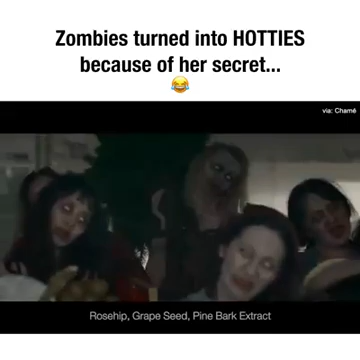 Zombies turned into HOTTIES
because of her secret...
😂
via: Chamé
Rosehip, Grape Seed, Pine Bark Extract